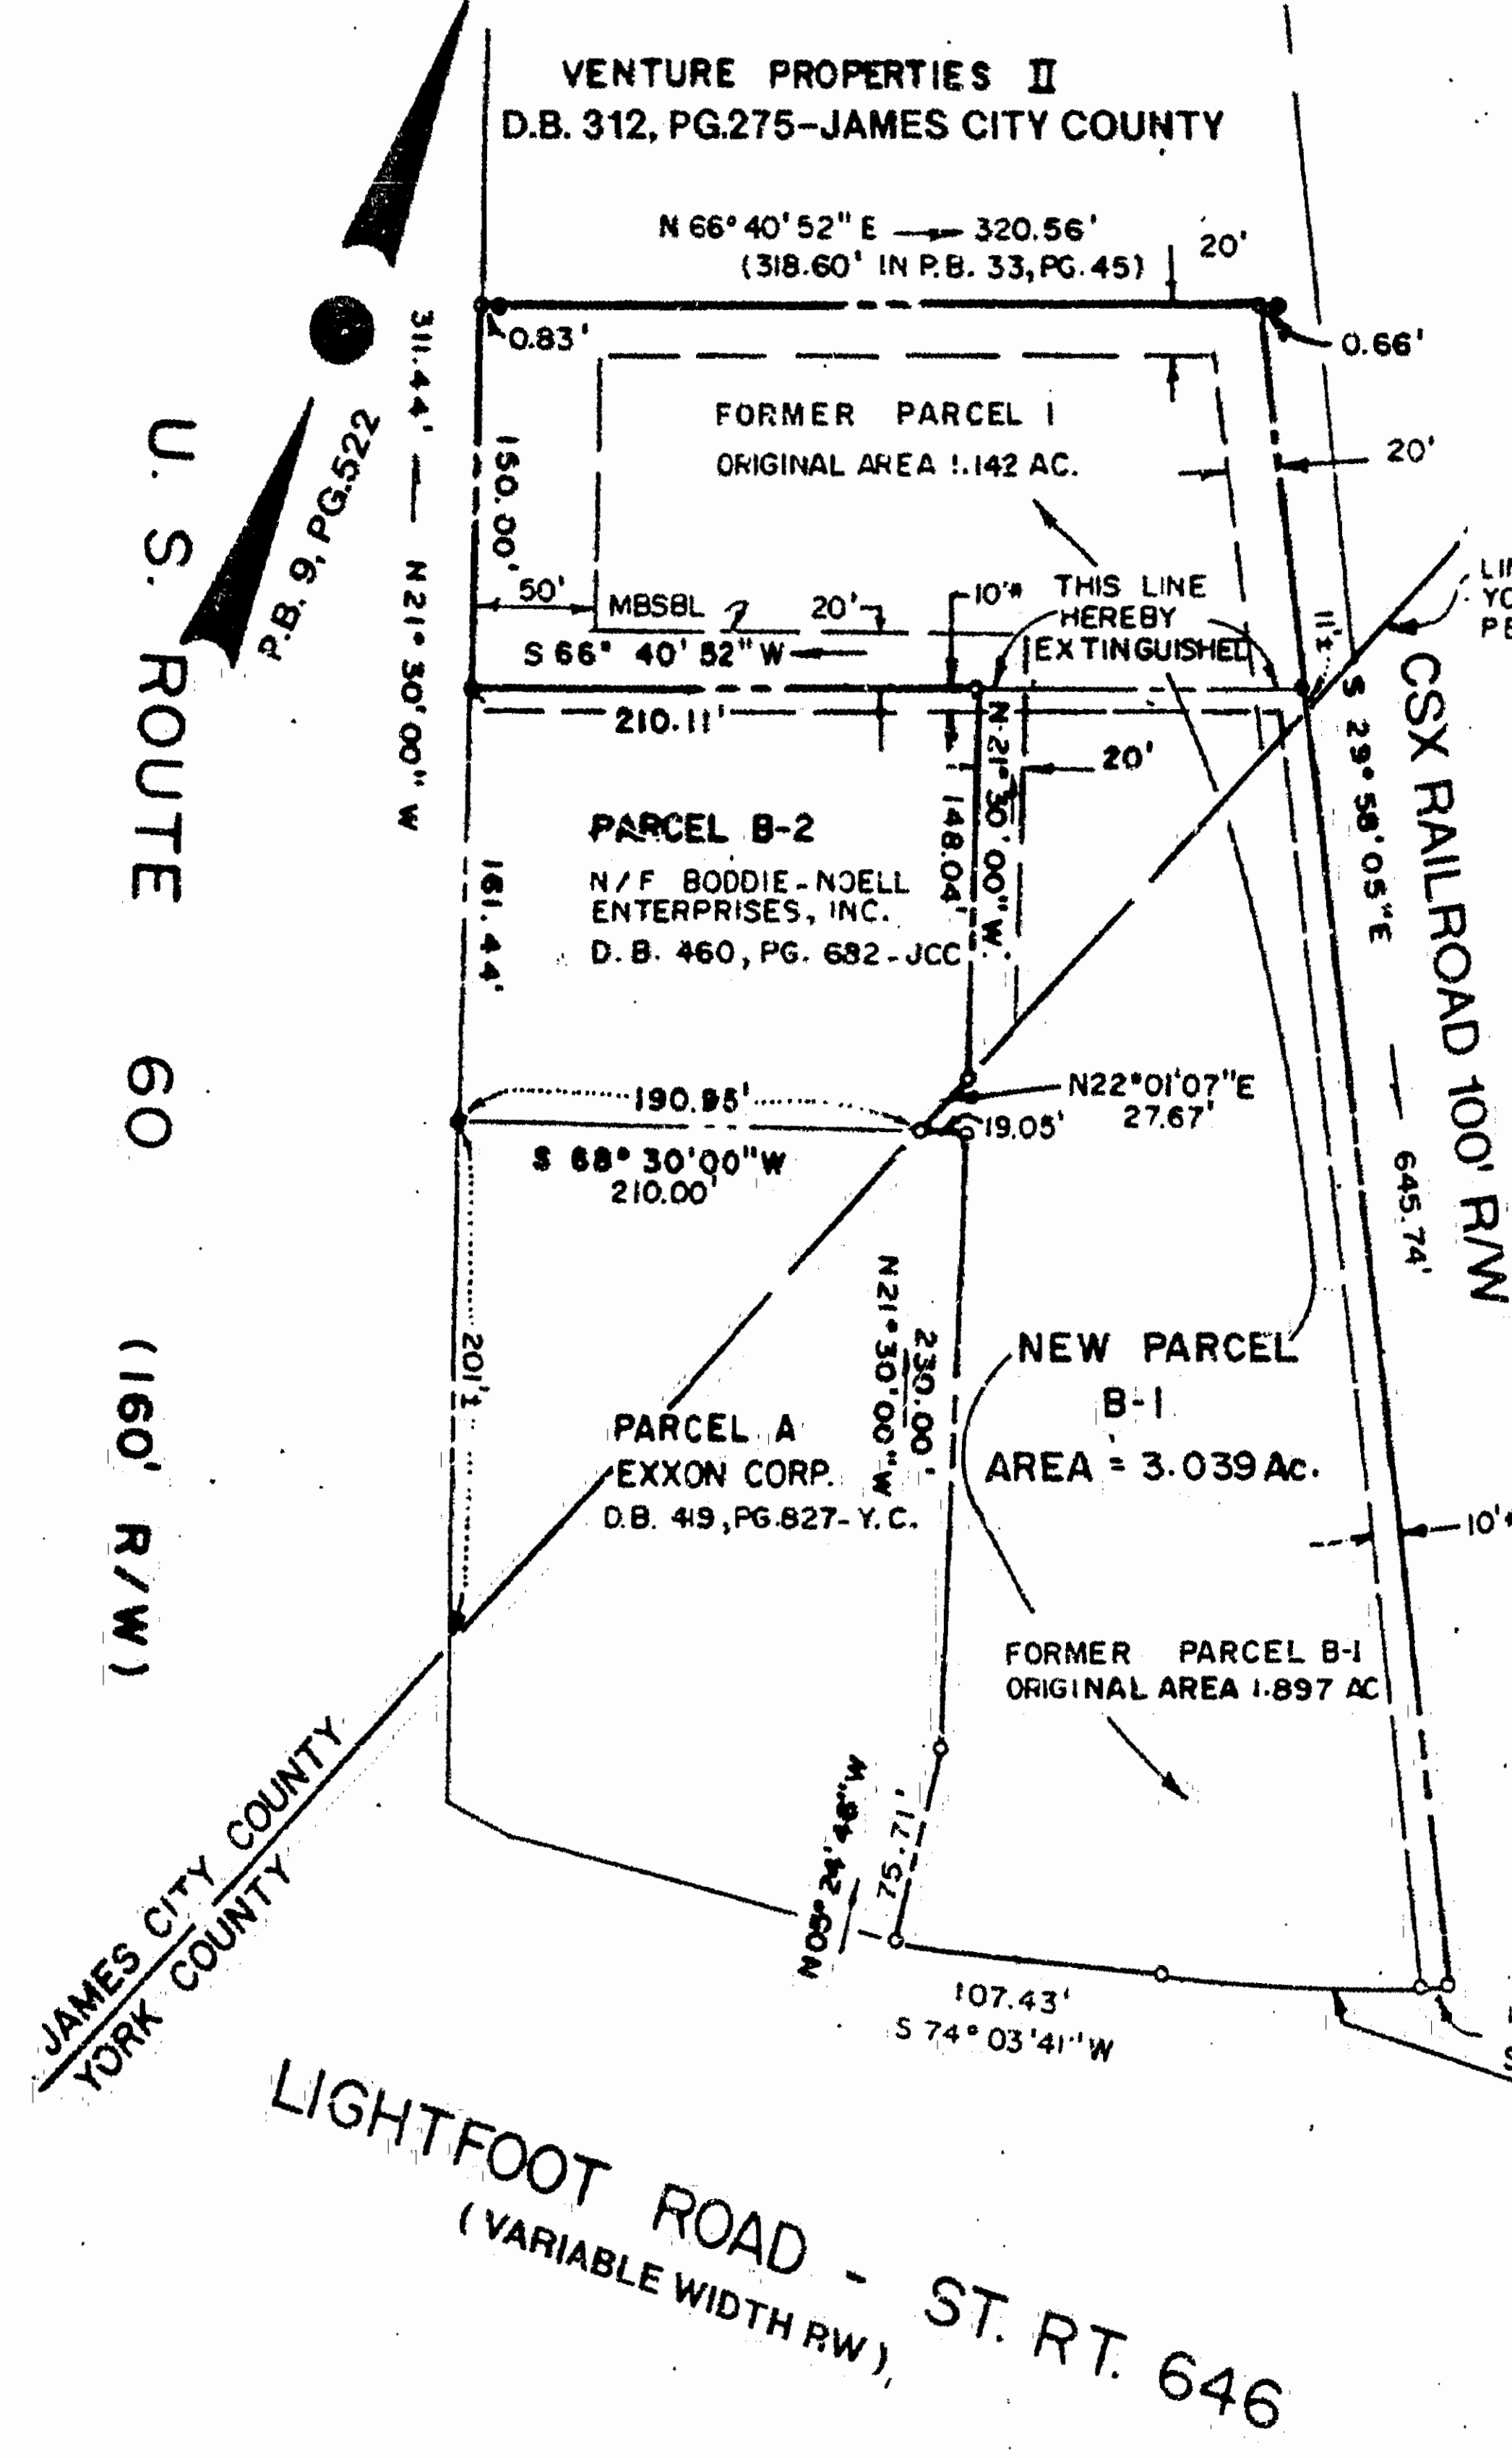 VENTURE PROPERTIES II
D.B. 312, PG.275-JAMES CITY COUNTY
N 66° 40' 52" E 320.56'
(318.60' IN P.B. 33, PG. 45)
20'
0.83'
0.66'
311.44' N 21° 30' 00" W
P.B. 9, PG.522
U. S. ROUTE 60 (160' R/W)
150.00'
FORMER PARCEL 1
ORIGINAL AREA 1.142 AC.
20'
50'
MBSBL
20'
10'*
THIS LINE
HEREBY
EXTINGUISHED
S 66° 40' 52" W
210.11'
11'±
S 29° 58' 05" E 645.74'
CSX RAILROAD 100' R/W
N 21° 30' 00" W
148.04'
20'
PARCEL B-2
N/F BODDIE-NOELL
ENTERPRISES, INC.
D. B. 460, PG. 682-JCC
161.44'
190.95'
N22°01'07"E
27.67'
19.05'
S 68° 30'00"W
210.00'
201'±
N21°30'00"W
230.00'
NEW PARCEL
B-1
AREA = 3.039 Ac.
PARCEL A
EXXON CORP.
D.B. 419, PG.827-Y.C.
10'*
FORMER PARCEL B-1
ORIGINAL AREA 1.897 AC
N 05° 24' 48" W
75.71'
107.43'
S 74° 03' 41" W
JAMES CITY COUNTY
YORK COUNTY
LIGHTFOOT ROAD - ST. RT. 646
(VARIABLE WIDTH RW)